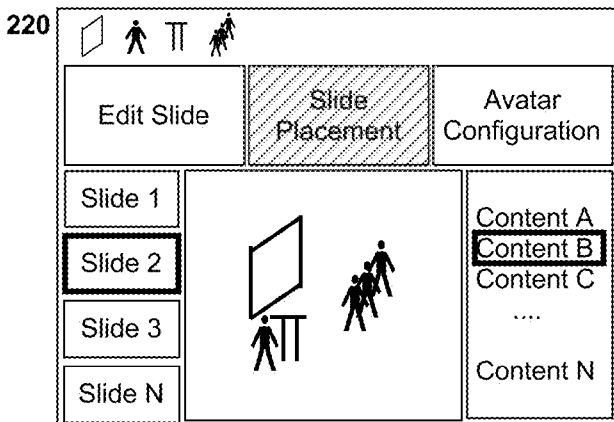 220
Edit Slide
Slide
Placement
Avatar
Configuration
Slide 1
Slide 2
Slide 3
Slide N
Content A
Content B
Content C
....
Content N